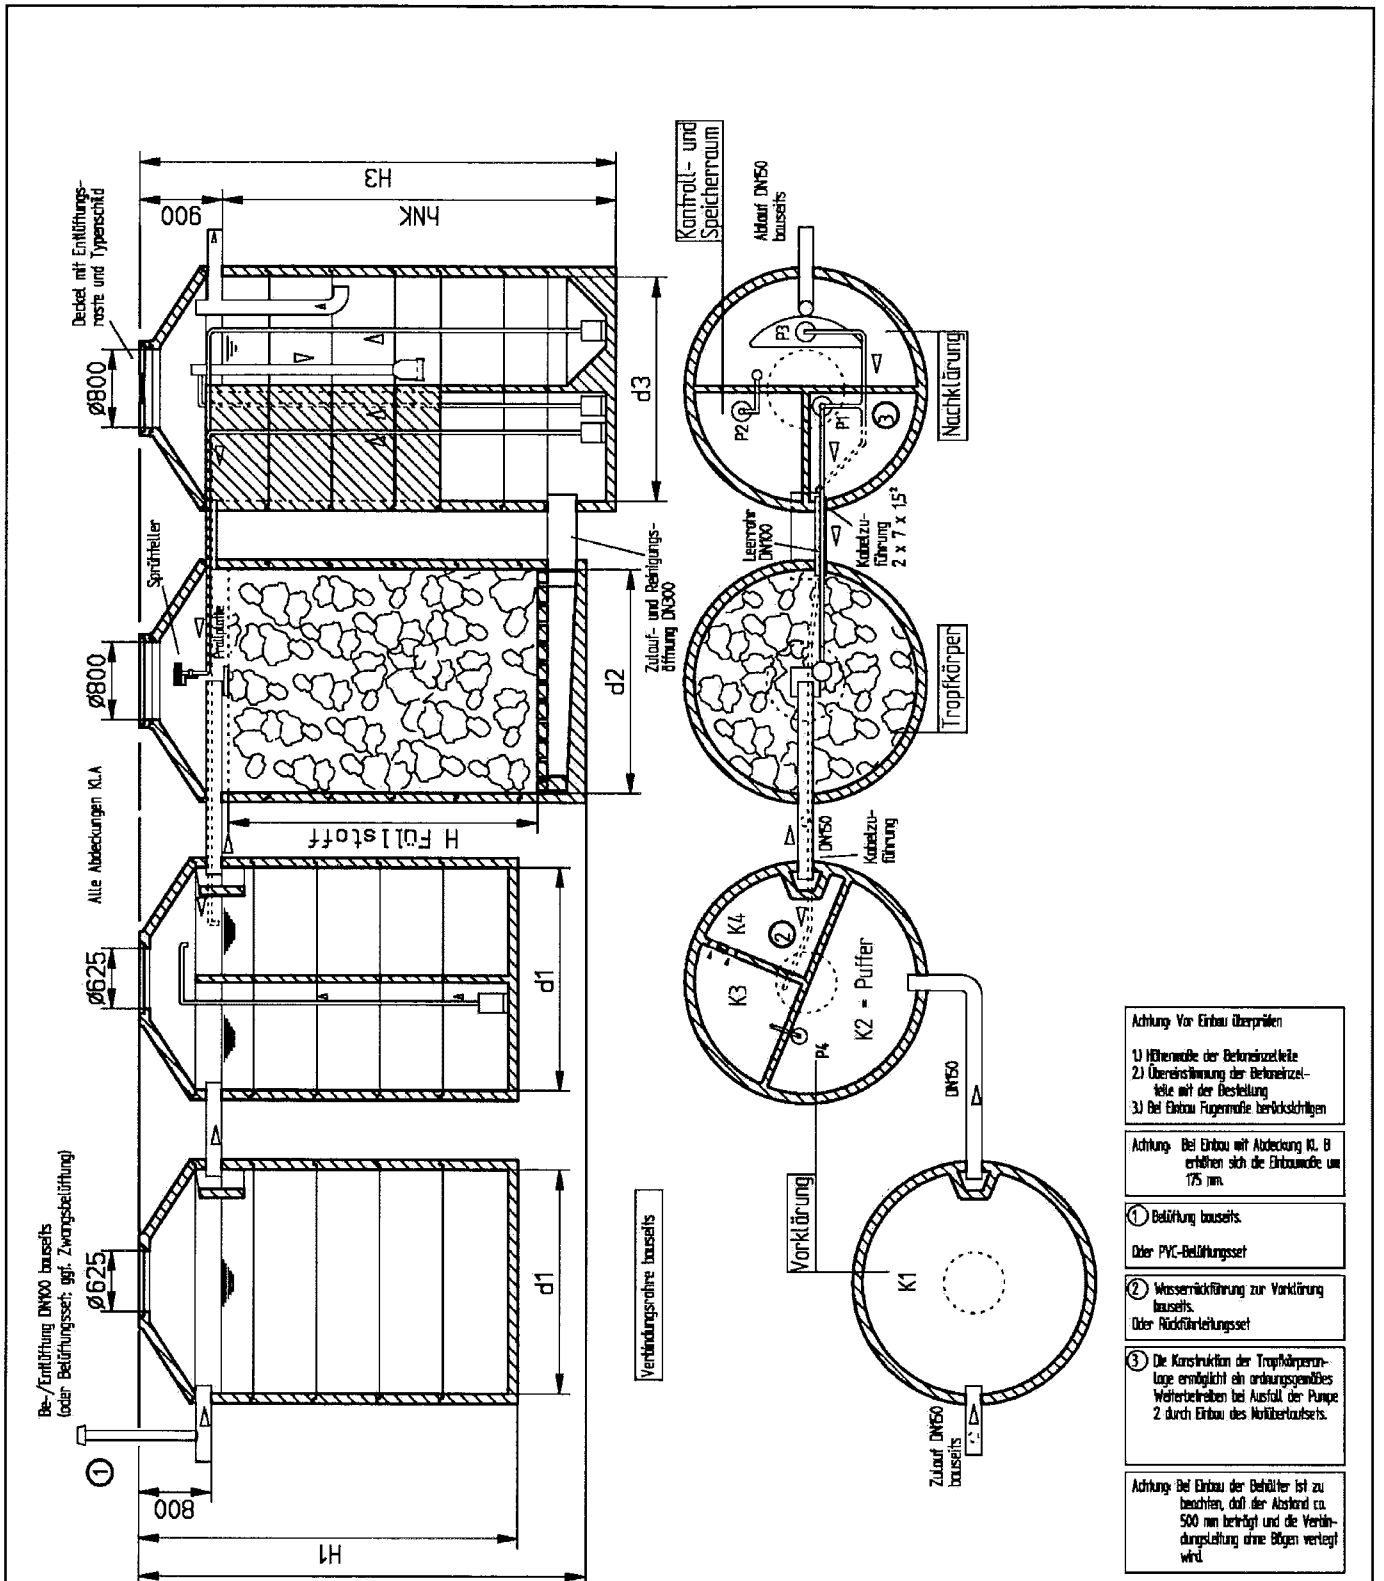 Deckel mit Entlüftungs-
roste und Typenschild
Ø800
900
H3
hNK
d3
Sprühteller
Ø800
Prallplatte
Zulauf- und Reinigungs-
öffnung DN300
d2
H Füllstoff
Alle Abdeckungen KL.A
Ø625
d1
Be-/Entlüftung DN100 bauseits
(oder Belüftungsset; ggf. Zwangsbelüftung)
Ø625
d1
1
800
H1
Verbindungsrohre bauseits
Kontroll- und
Speicherraum
Ablauf DN150
bauseits
P3
P2
P1
3
Nachklärung
Leerrohr
DN100
Kabelzu-
führung
2 x 7 x 1,5²
Tropfkörper
DN150
Kabelzu-
führung
K4
2
K3
K2 = Puffer
P4
DN150
Vorklärung
K1
Zulauf DN150
bauseits
Achtung: Vor Einbau überprüfen
1.) Höhenmaße der Betoneinzelteile
2.) Übereinstimmung der Betoneinzel-
teile mit der Bestellung
3.) Bei Einbau Fugenmaße berücksichtigen
Achtung: Bei Einbau mit Abdeckung KL. B
erhöhen sich die Einbaumaße um
175 mm.
1 Belüftung bauseits.
Oder PVC-Belüftungsset
2 Wasserrückführung zur Vorklärung
bauseits.
Oder Rückführleitungsset
3 Die Konstruktion der Tropfkörperan-
lage ermöglicht ein ordnungsgemäßes
Weiterbetreiben bei Ausfall der Pumpe
2 durch Einbau des Notüberlaufsets.
Achtung: Bei Einbau der Behälter ist zu
beachten, daß der Abstand ca.
500 mm beträgt und die Verbin-
dungsleitung ohne Bögen verlegt
wird.